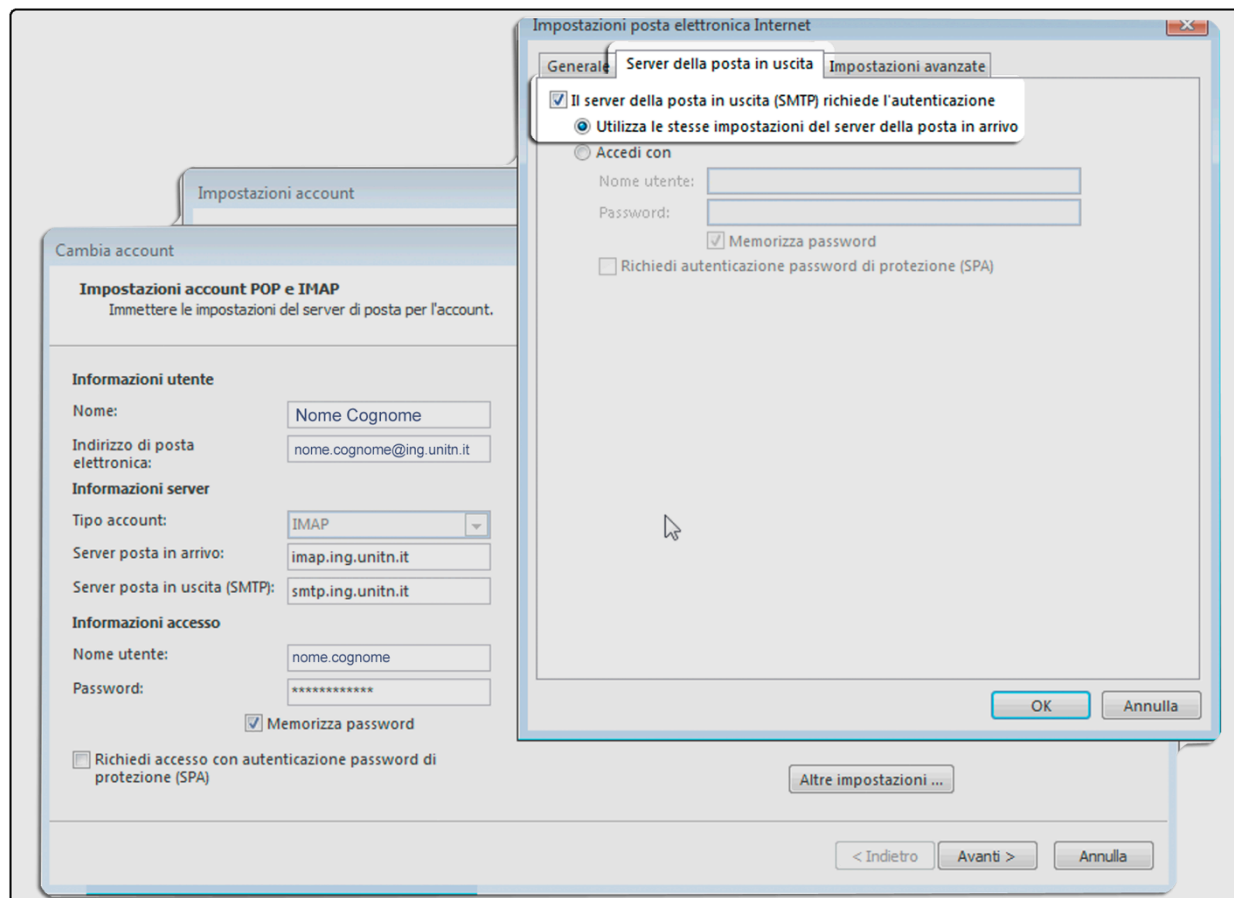 Impostazioni posta elettronica Internet
Generale
Server della posta in uscita
Impostazioni avanzate
Il server della posta in uscita (SMTP) richiede l'autenticazione
Utilizza le stesse impostazioni del server della posta in arrivo
Accedi con
Nome utente:
Password:
Memorizza password
Richiedi autenticazione password di protezione (SPA)
OK
Annulla
Impostazioni account
Cambia account
Impostazioni account POP e IMAP
Immettere le impostazioni del server di posta per l'account.
Informazioni utente
Nome:
Nome Cognome
Indirizzo di posta
elettronica:
nome.cognome@ing.unitn.it
Informazioni server
Tipo account:
IMAP
Server posta in arrivo:
imap.ing.unitn.it
Server posta in uscita (SMTP):
smtp.ing.unitn.it
Informazioni accesso
Nome utente:
nome.cognome
Password:
************
Memorizza password
Richiedi accesso con autenticazione password di
protezione (SPA)
Altre impostazioni ...
< Indietro
Avanti >
Annulla